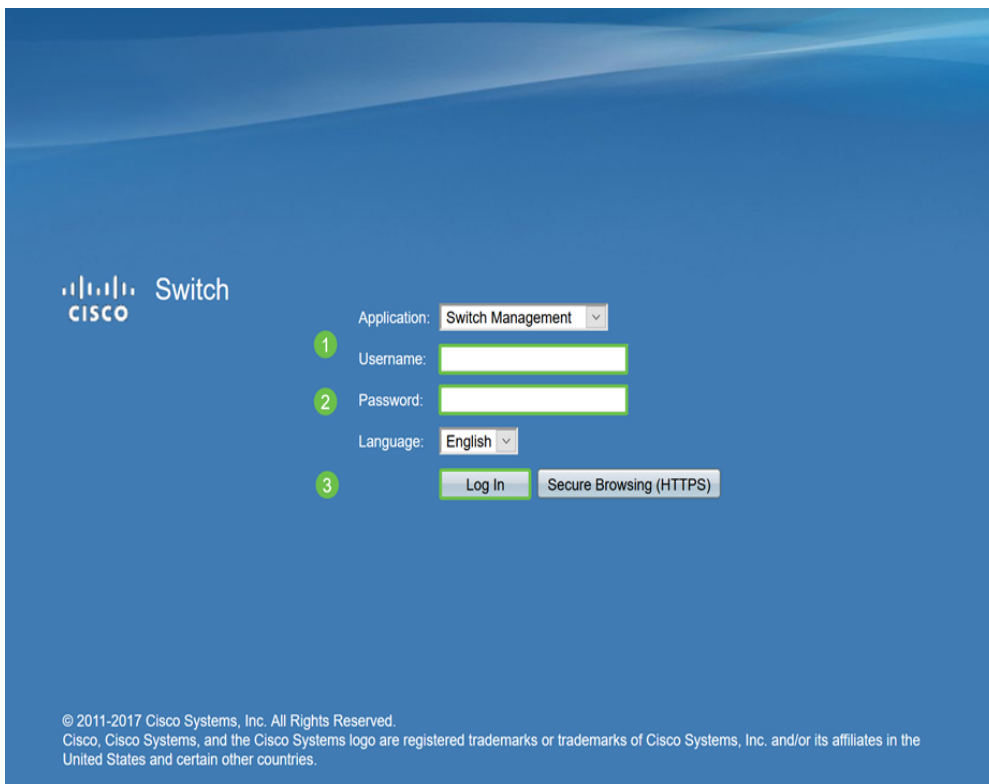 Switch
CISCO
Application: Switch Management
1
Username:
2 Password:
Language: English
3 Log In Secure Browsing (HTTPS)
© 2011-2017 Cisco Systems, Inc. All Rights Reserved.
Cisco, Cisco Systems, and the Cisco Systems logo are registered trademarks or trademarks of Cisco Systems, Inc. and/or its affiliates in the
United States and certain other countries.